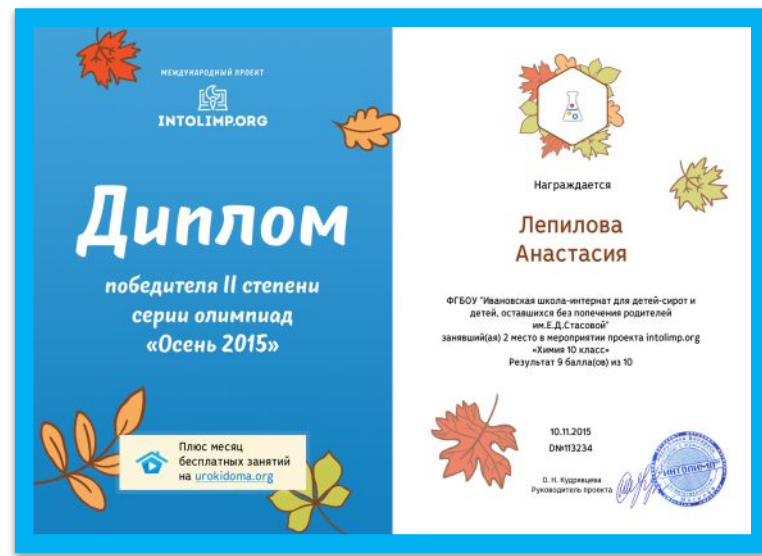 МЕЖДУНАРОДНЫЙ ПРОЕКТ
INTOLIMP.ORG
Диплом
победителя II степени
серии олимпиад
«Осень 2015»
Плюс месяц
бесплатных занятий
на urokidoma.org
Награждается
Лепилова
Анастасия
ФГБОУ "Ивановская школа-интернат для детей-сирот и
детей, оставшихся без попечения родителей
им.Е.Д.Стасовой"
занявший(ая) 2 место в мероприятии проекта intolimp.org
«Химия 10 класс»
Результат 9 балла(ов) из 10
10.11.2015
DN№113234
О. Н. Кудрявцева
Руководитель проекта
ИНТОЛИМП